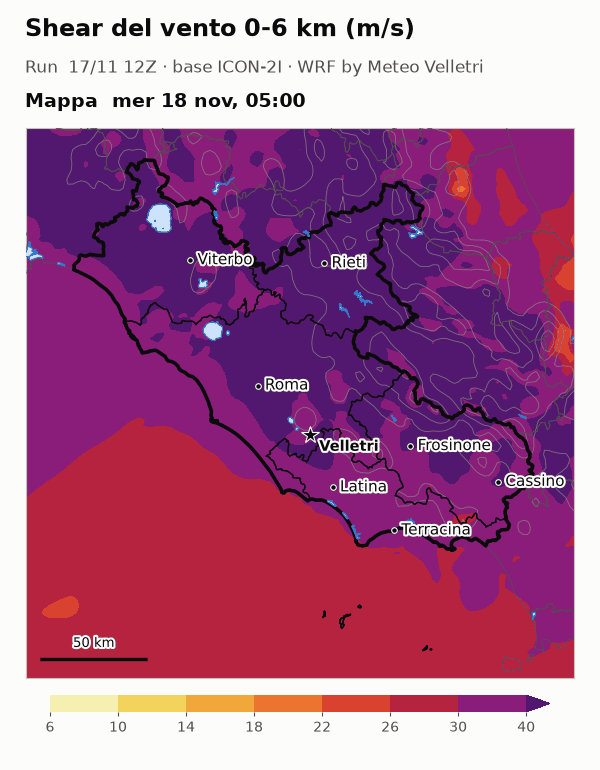 Shear del vento 0-6 km (m/s)
Run  17/11 12Z · base ICON-2I · WRF by Meteo Velletri
Mappa  mer 18 nov, 05:00
Viterbo
Rieti
Roma
Velletri
Frosinone
Cassino
Latina
Terracina
50 km
6 10 14 18 22 26 30 40